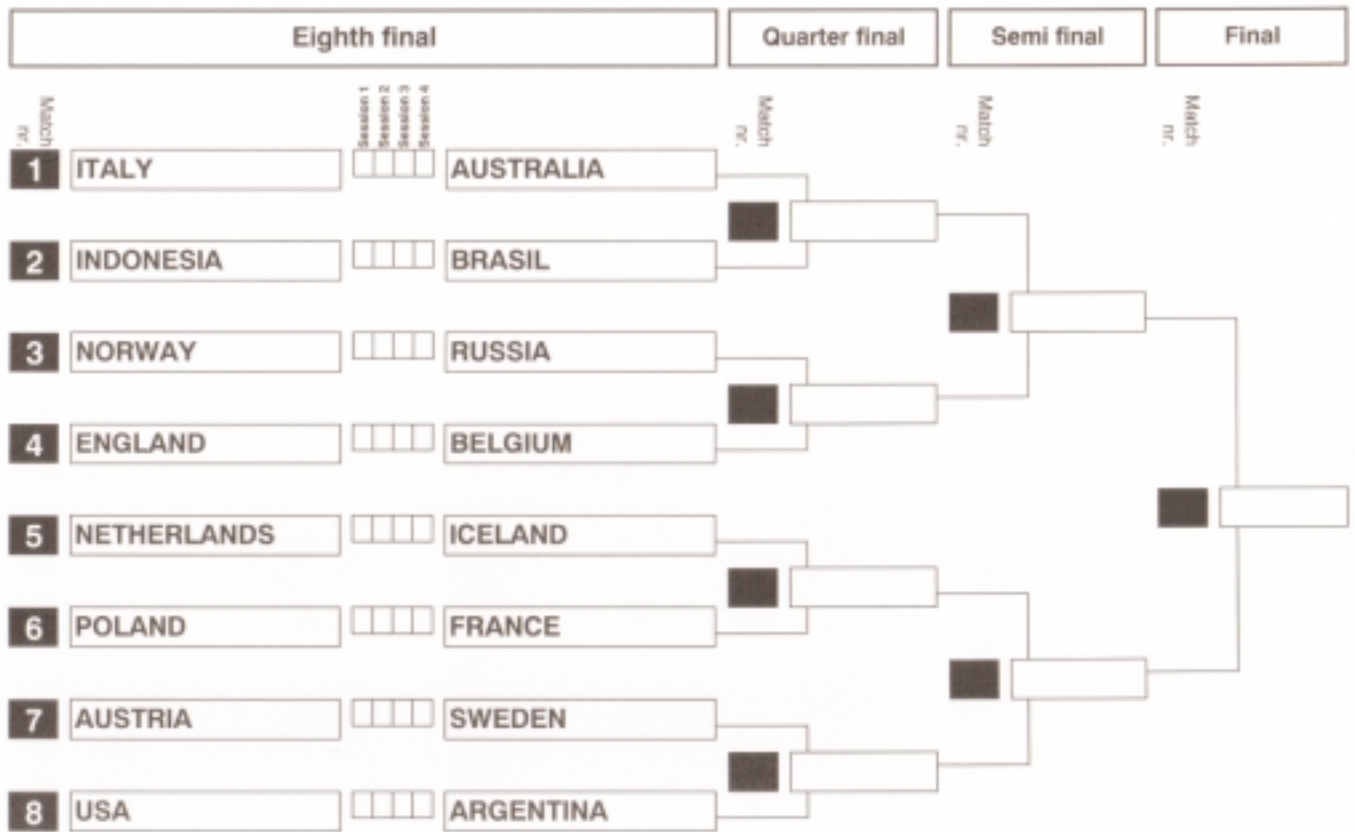 Eighth final Quarter final Semi final Final
Match nr. Session 1 Session 2 Session 3 Session 4 Match nr. Match nr. Match nr.
1 ITALY AUSTRALIA
2 INDONESIA BRASIL
3 NORWAY RUSSIA
4 ENGLAND BELGIUM
5 NETHERLANDS ICELAND
6 POLAND FRANCE
7 AUSTRIA SWEDEN
8 USA ARGENTINA